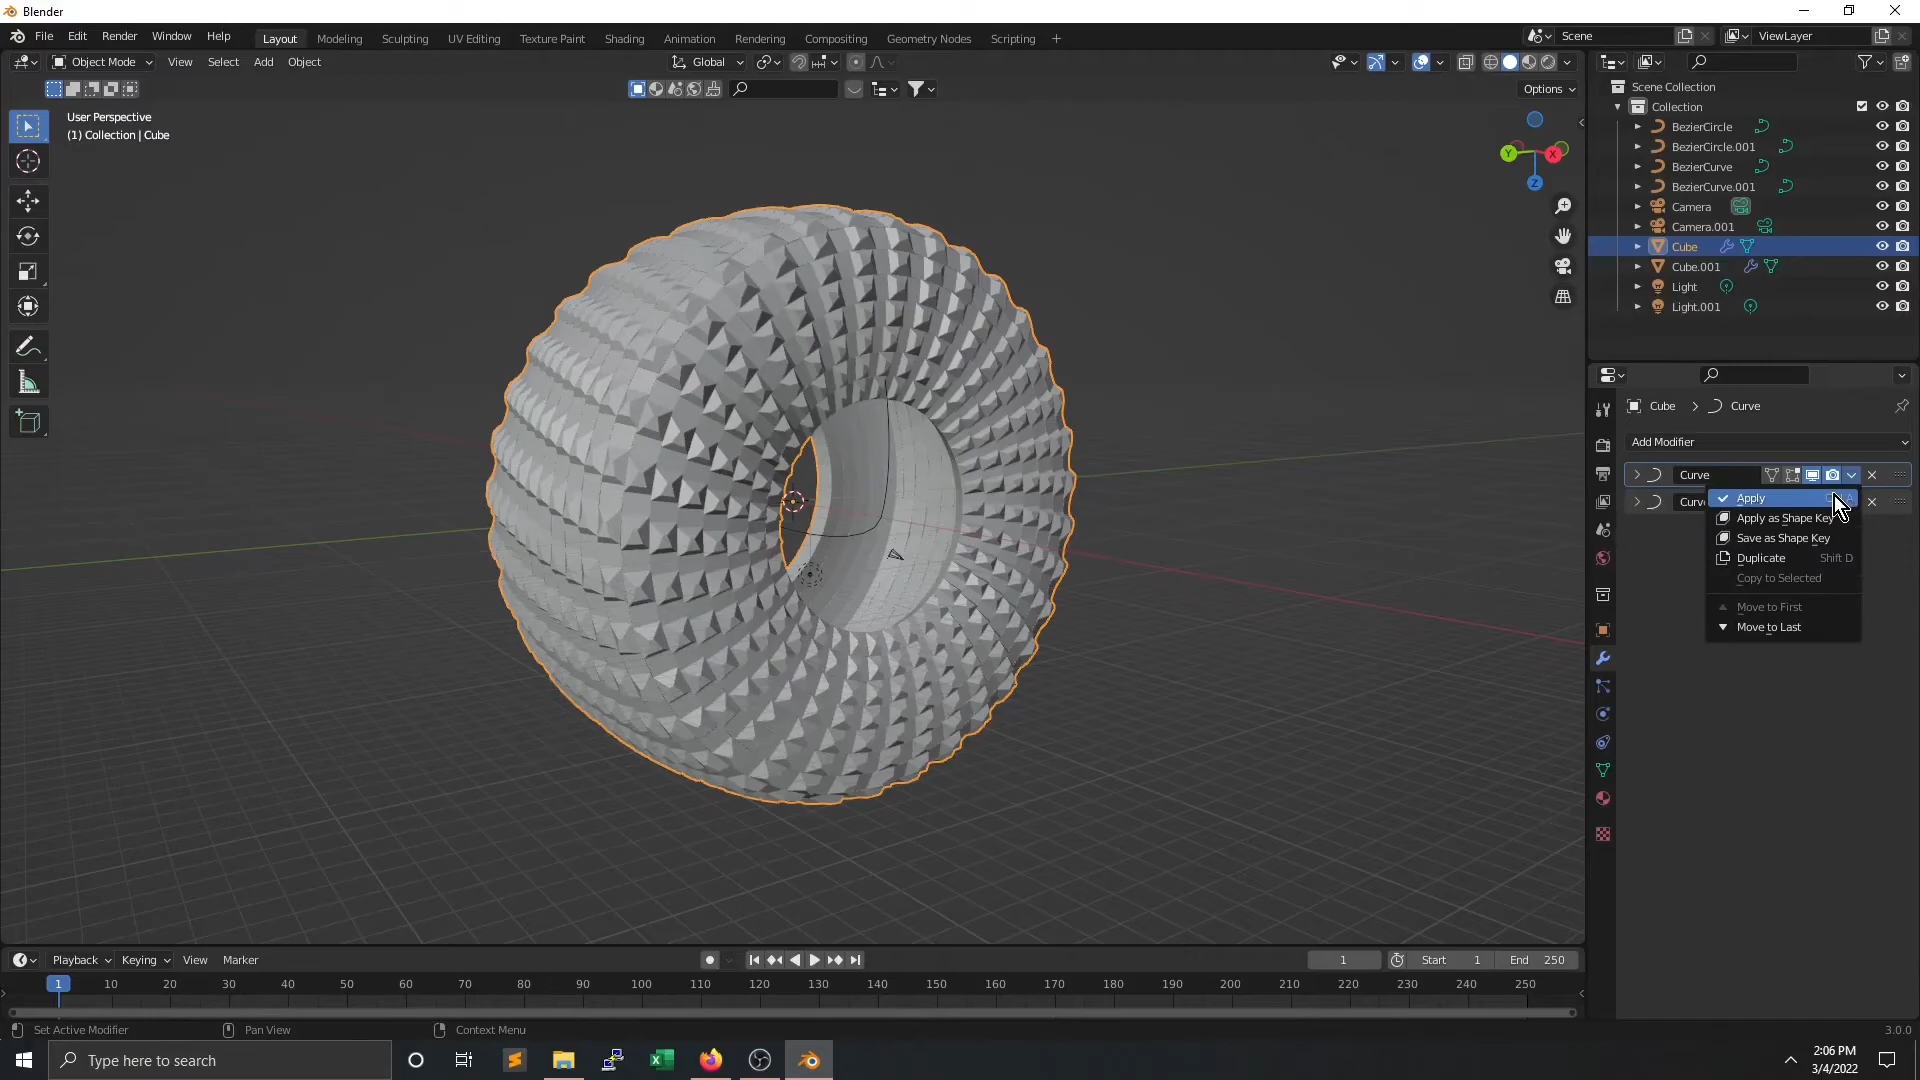 Blender
File Edit Render Window Help
Layout Modeling Sculpting UV Editing Texture Paint Shading Animation Rendering Compositing Geometry Nodes Scripting +
Scene
ViewLayer
Object Mode View Select Add Object
Global
Options
User Perspective
(1) Collection | Cube
Y
X
Z
Scene Collection
Collection
BezierCircle
BezierCircle.001
BezierCurve
BezierCurve.001
Camera
Camera.001
Cube
Cube.001
Light
Light.001
Cube > Curve
Add Modifier
Curve
Apply
Apply as Shape Key
Save as Shape Key
Duplicate Shift D
Copy to Selected
Move to First
Move to Last
Playback Keying View Marker
1 Start 1 End 250
1 10 20 30 40 50 60 70 80 90 100 110 120 130 140 150 160 170 180 190 200 210 220 230 240 250
Set Active Modifier Pan View Context Menu
3.0.0
Type here to search
2:06 PM
3/4/2022